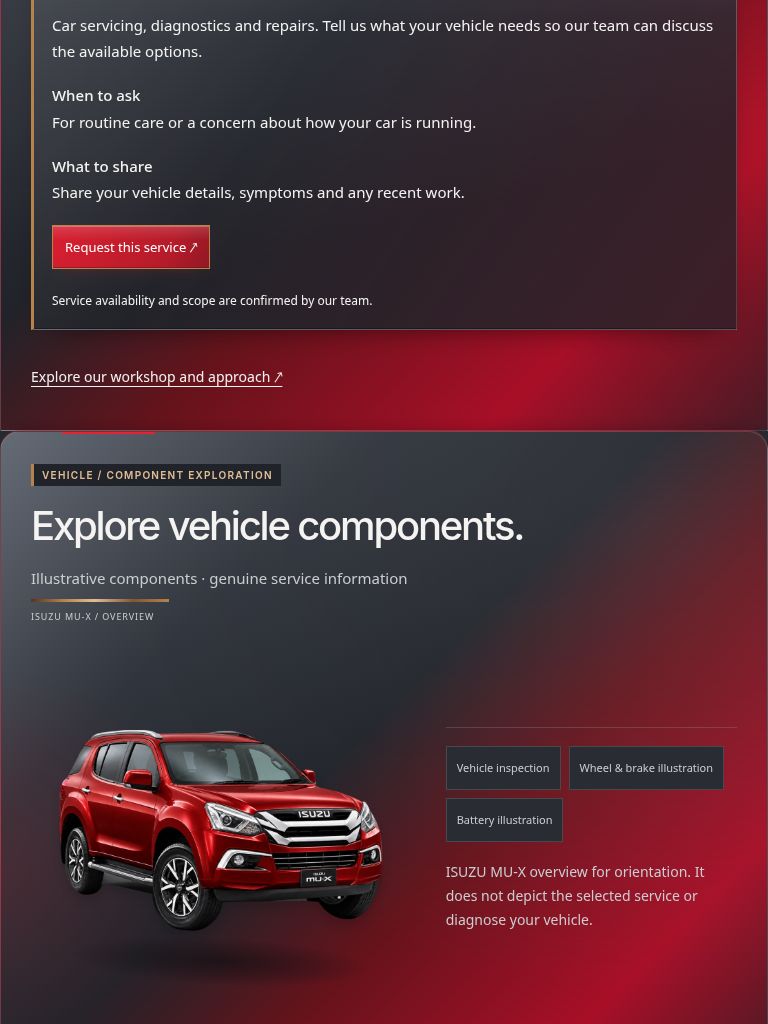 Car servicing, diagnostics and repairs. Tell us what your vehicle needs so our team can discuss
the available options.
When to ask
For routine care or a concern about how your car is running.
What to share
Share your vehicle details, symptoms and any recent work.
Request this service ↗
Service availability and scope are confirmed by our team.
Explore our workshop and approach ↗
VEHICLE / COMPONENT EXPLORATION
Explore vehicle components.
Illustrative components · genuine service information
ISUZU MU-X / OVERVIEW
ISUZU
ISUZU
mu-X
Vehicle inspection
Wheel & brake illustration
Battery illustration
ISUZU MU-X overview for orientation. It
does not depict the selected service or
diagnose your vehicle.